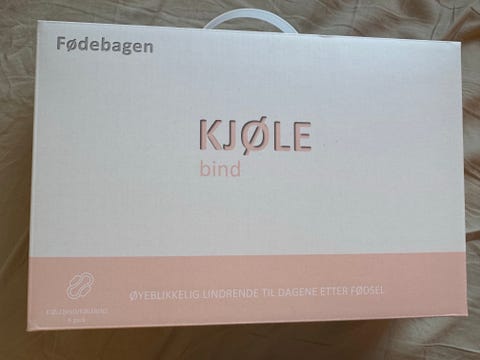 Fødebagen
KJØLE
bind
ØYEBLIKKELIG LINDRENDE TIL DAGENE ETTER FØDSEL